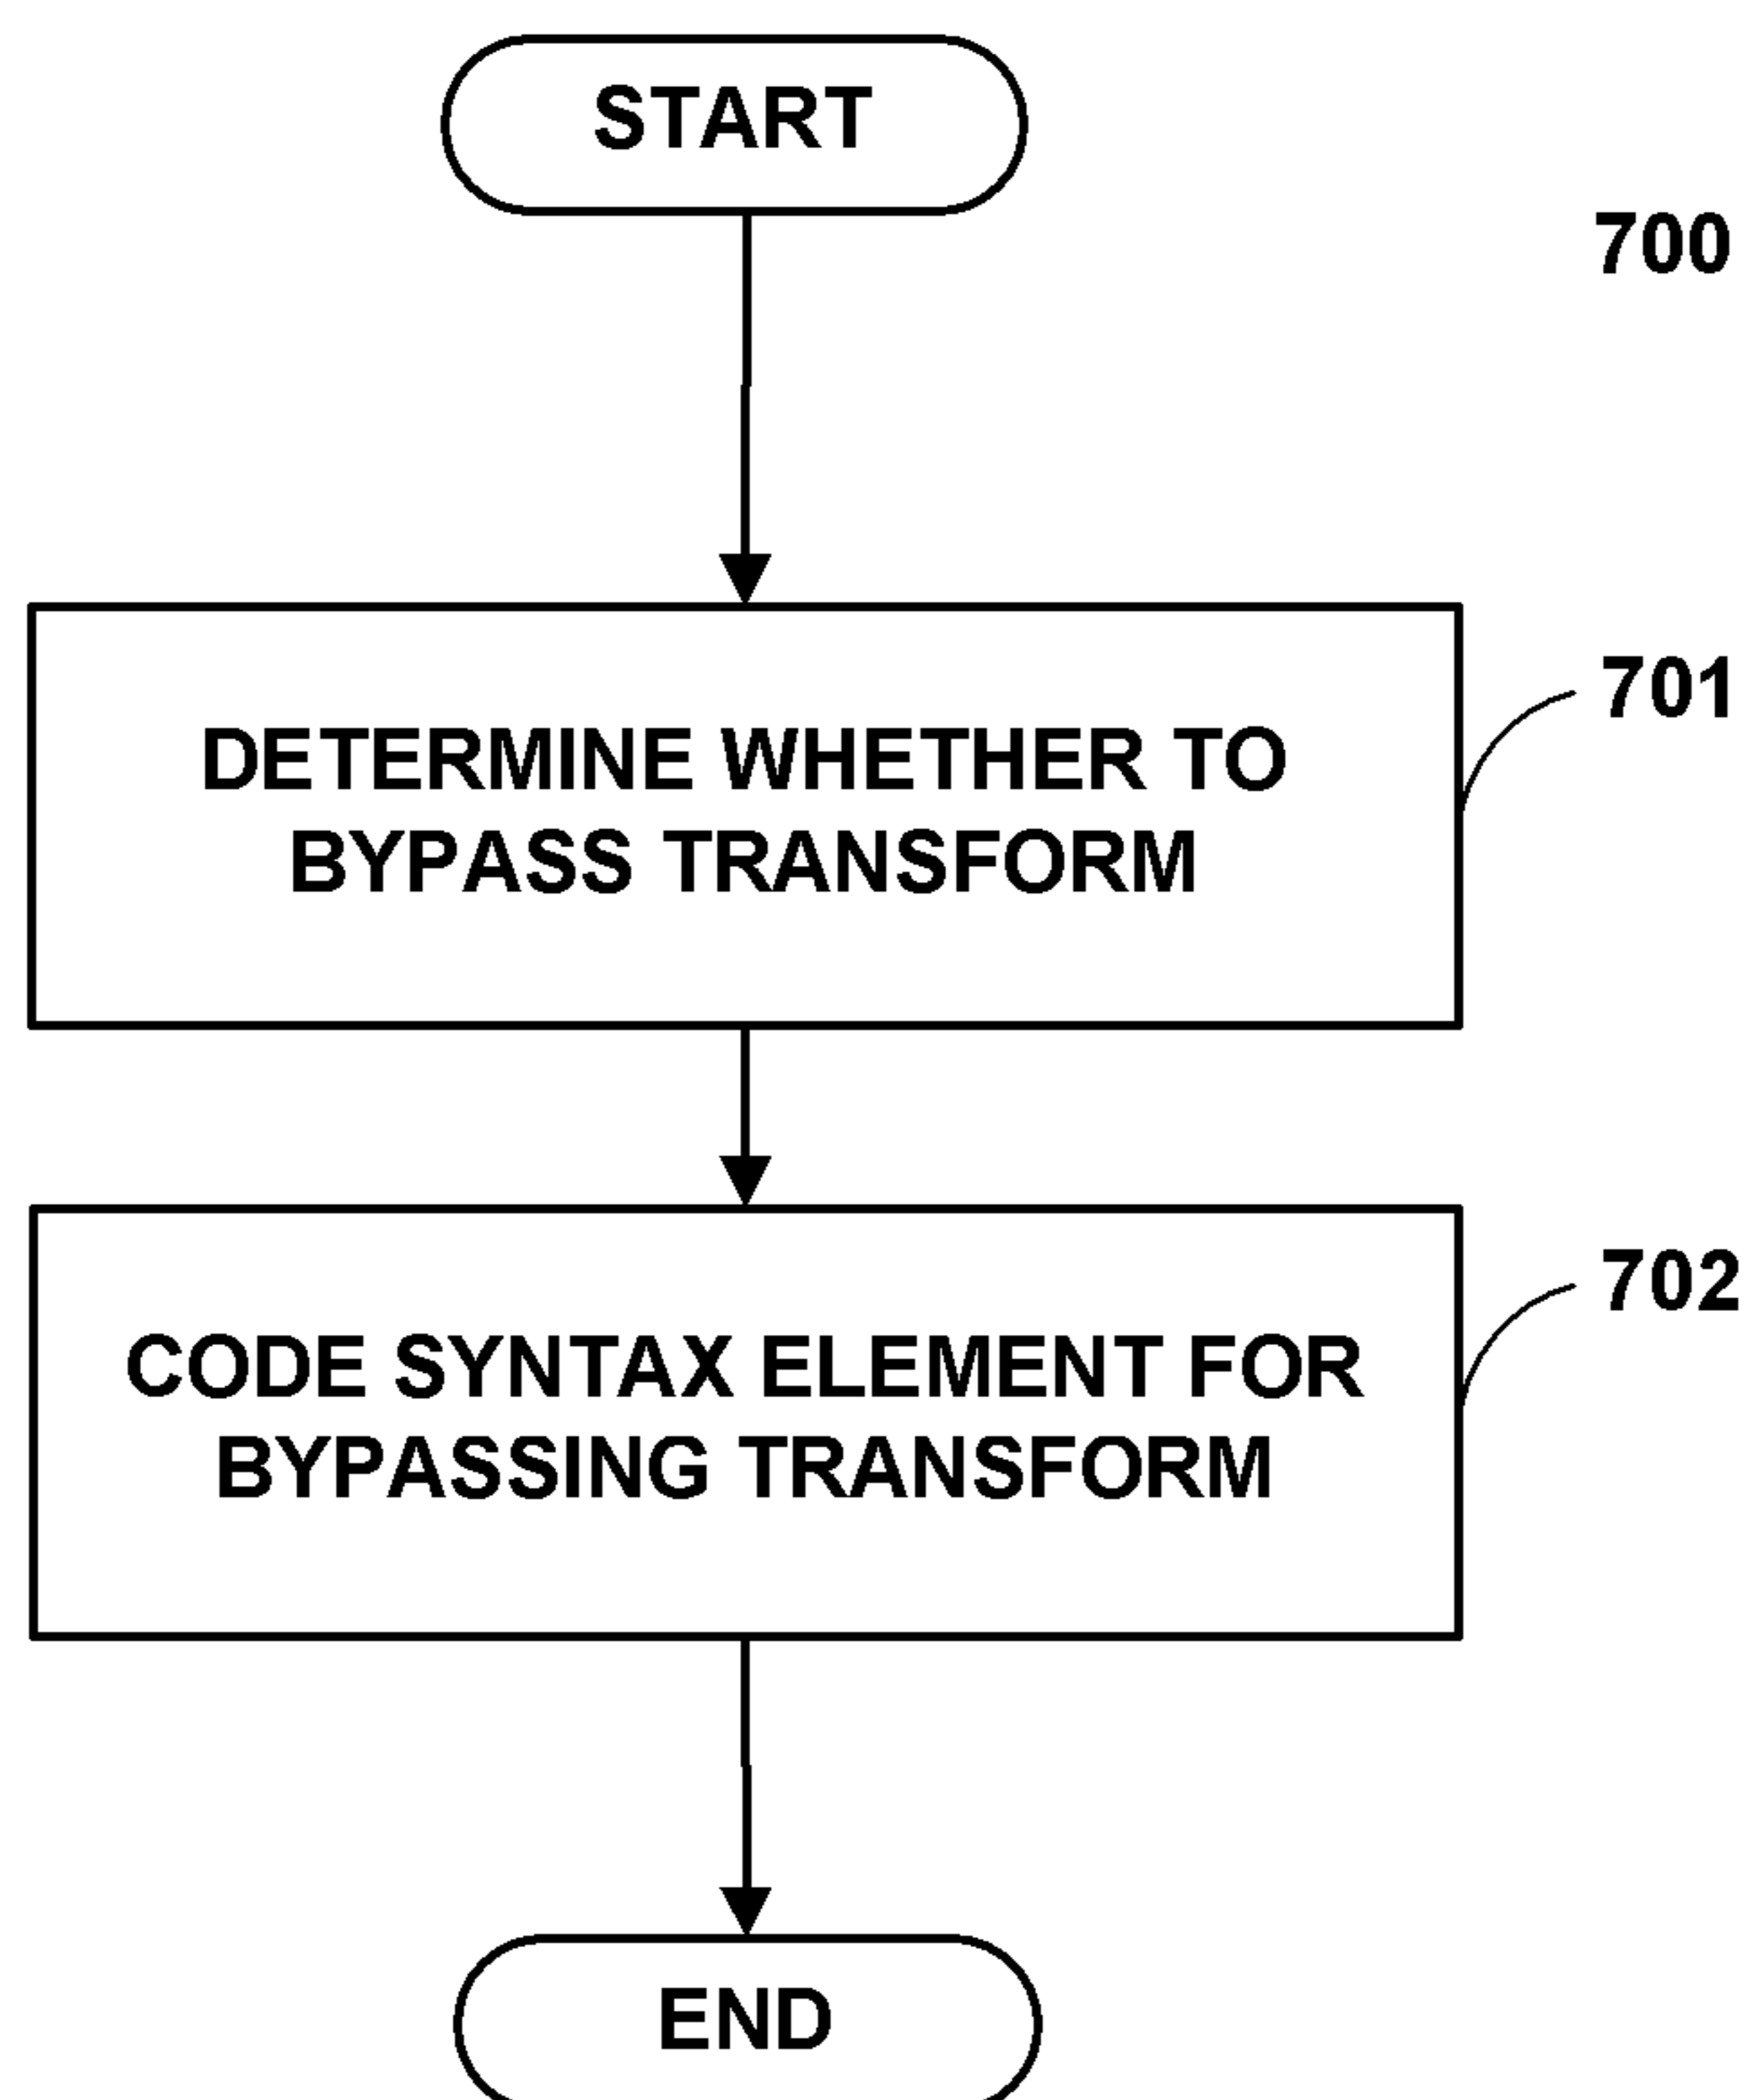 START
700
701
DETERMINE WHETHER TO
BYPASS TRANSFORM
702
CODE SYNTAX ELEMENT FOR
BYPASSING TRANSFORM
END